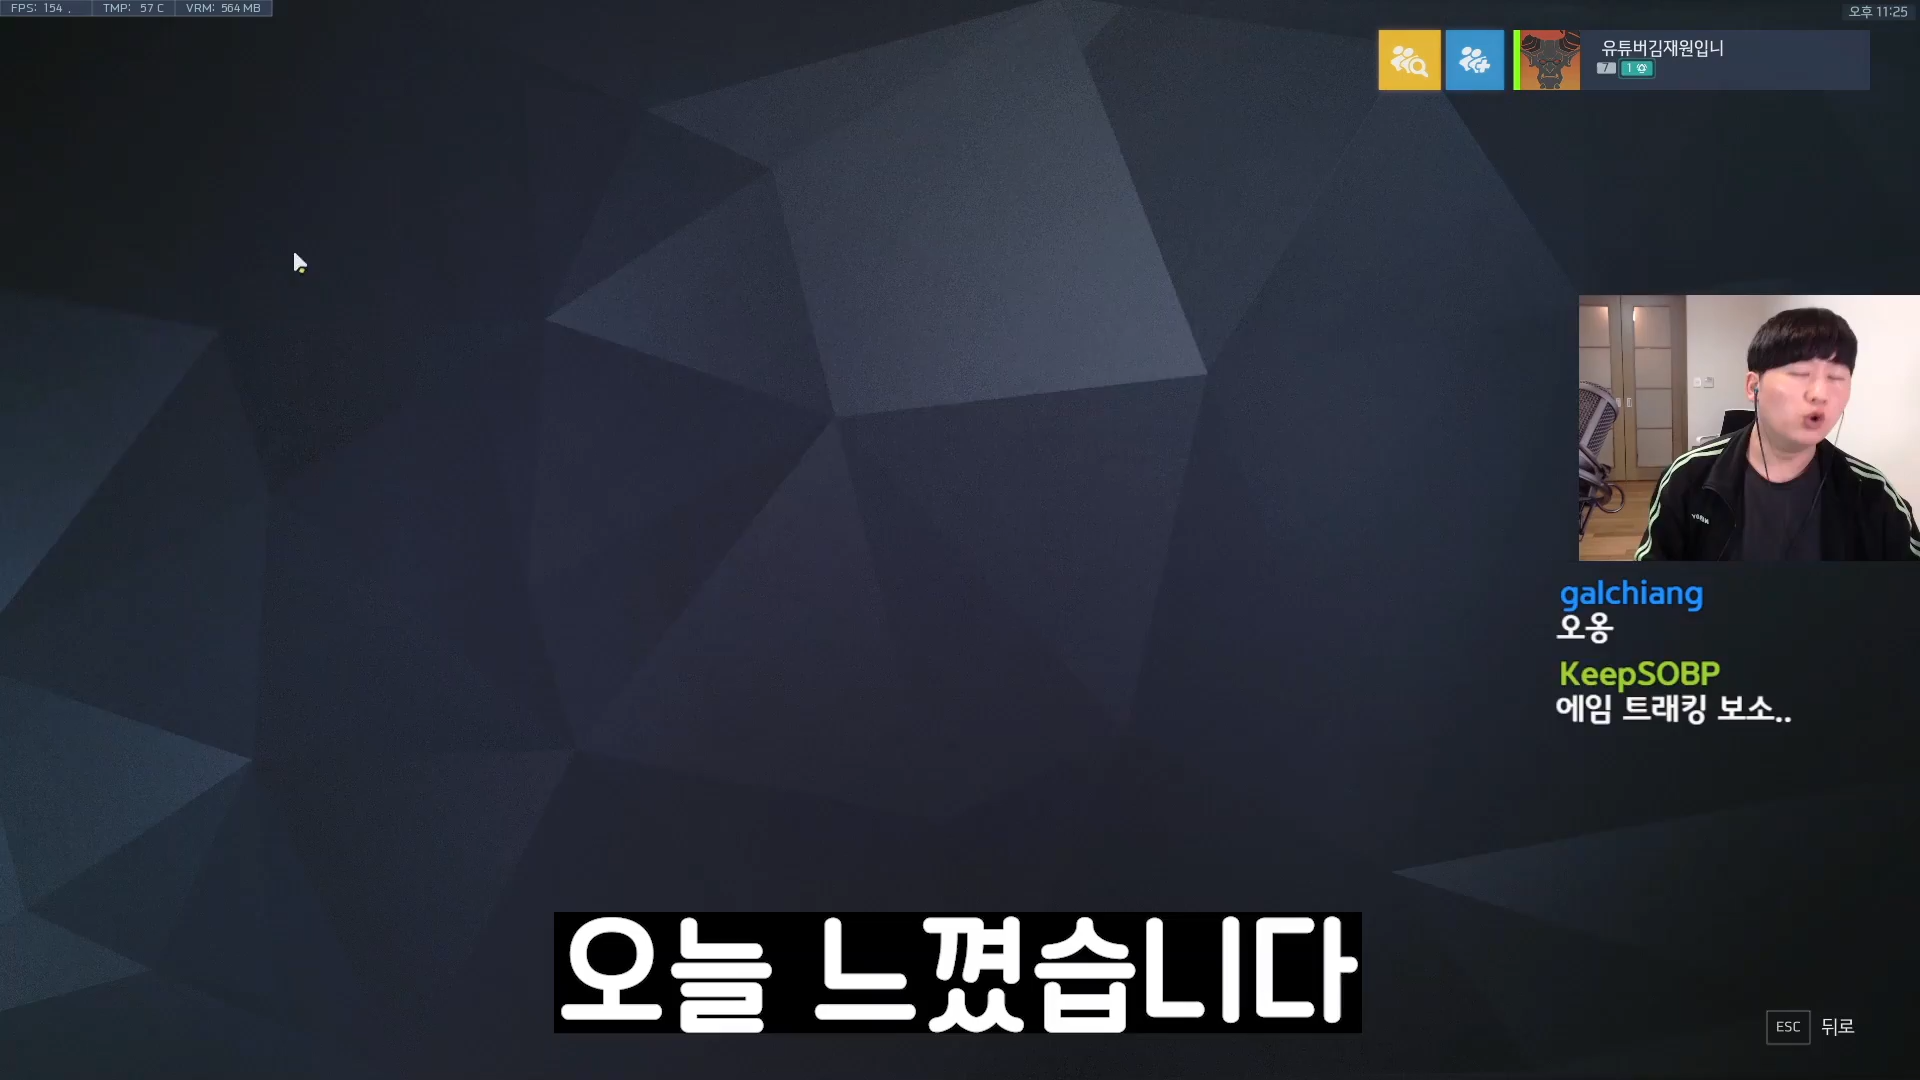 FPS: 154 .
TMP: 57 C
VRM: 564 MB
오후 11:25
유튜버김재원입니
7
1
galchiang
오옹
KeepSOBP
에임 트래킹 보소..
오늘 느꼈습니다
ESC 뒤로